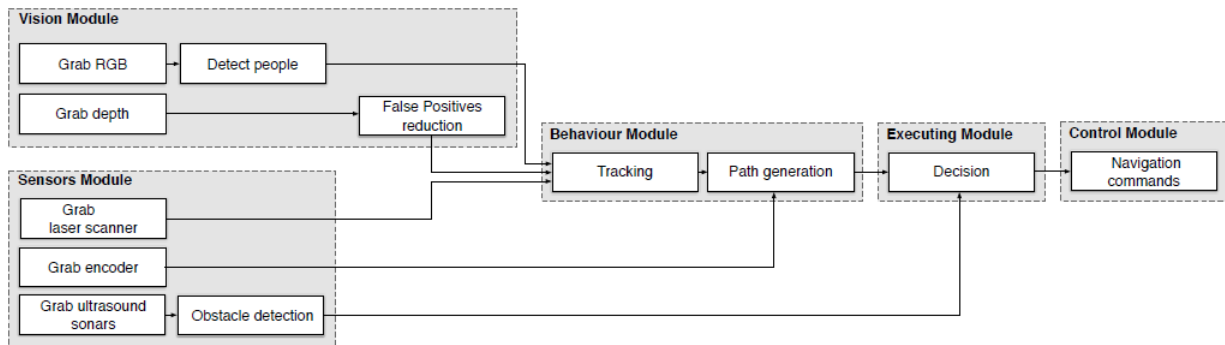 Vision Module
Grab RGB
Detect people
Grab depth
False Positives
reduction
Sensors Module
Grab
laser scanner
Grab encoder
Grab ultrasound
sonars
Obstacle detection
Behaviour Module
Tracking
Path generation
Executing Module
Decision
Control Module
Navigation
commands